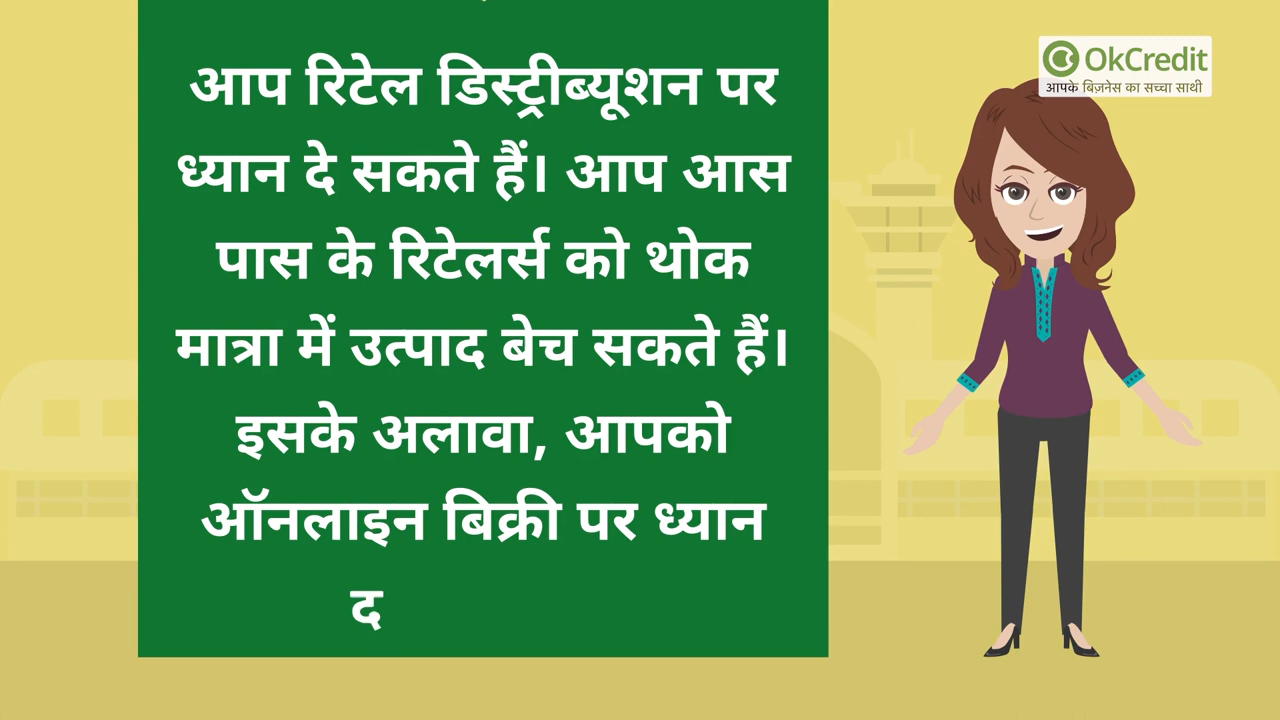 आप रिटेल डिस्ट्रीब्यूशन पर
ध्यान दे सकते हैं। आप आस
पास के रिटेलर्स को थोक
मात्रा में उत्पाद बेच सकते हैं।
इसके अलावा, आपको
ऑनलाइन बिक्री पर ध्यान
द
OkCredit
आपके बिज़नेस का सच्चा साथी